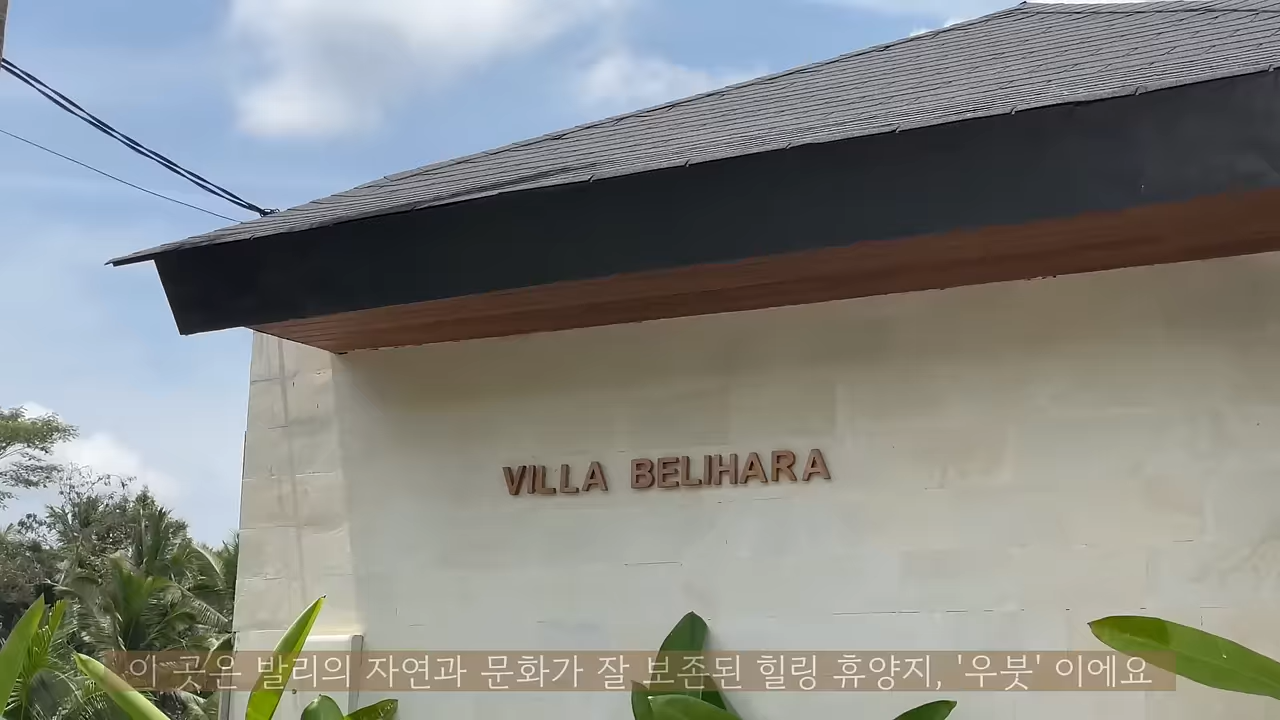 VILLA BELIHARA
이 곳은 발리의 자연과 문화가 잘 보존된 힐링 휴양지, '우붓' 이에요